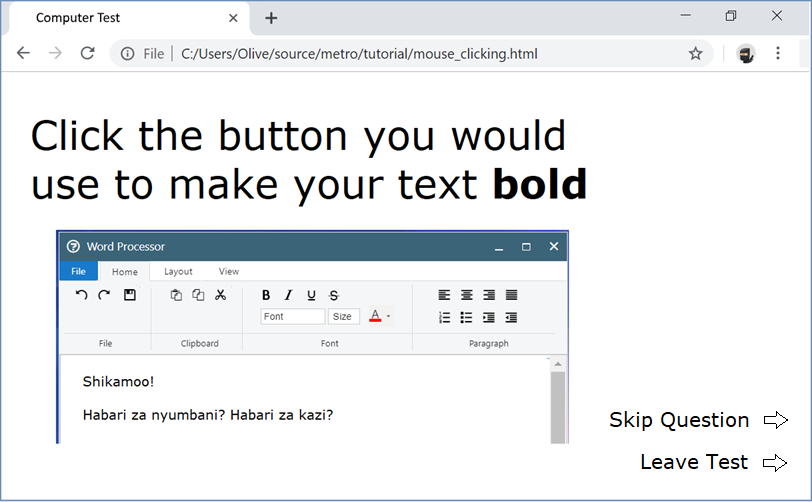 Computer Test
File C:/Users/Olive/source/metro/tutorial/mouse_clicking.html
Click the button you would
use to make your text bold
Word Processor
File Home Layout View
B I U S
Font Size A
File Clipboard Font Paragraph
Shikamoo!
Habari za nyumbani? Habari za kazi?
Skip Question
Leave Test